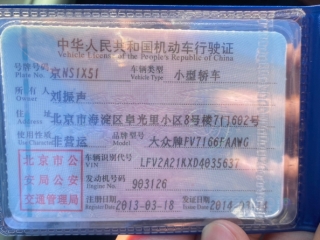 中华人民共和国机动车行驶证
Vehicle License of the People's Republic of China
号牌号码 京NS1X51 车辆类型 小型轿车
Plate No. Vehicle Type
所有人 刘振声
Owner
住址 北京市海淀区阜光里小区8号楼7门602号
Address
使用性质 非营运 品牌型号 大众牌FV7166FAAWG
Model
北京市公 车辆识别代号 LFV2A21KXD4035637
VIN
安局公安 发动机号码 903126
Engine No.
交通管理局 注册日期 2013-03-18 发证日期
Register Date Issue Date